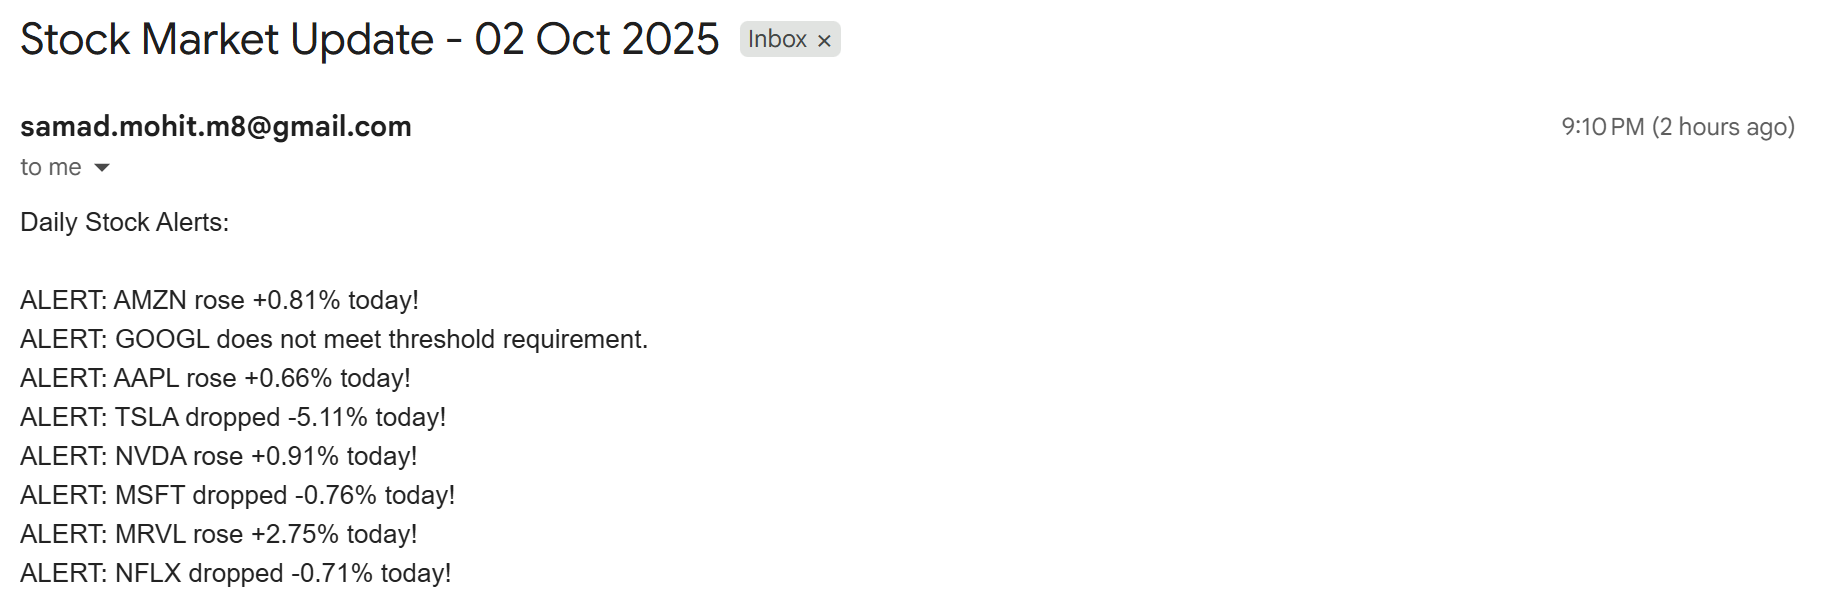 Stock Market Update - 02 Oct 2025 Inbox ×
samad.mohit.m8@gmail.com 9:10 PM (2 hours ago)
to me
Daily Stock Alerts:
ALERT: AMZN rose +0.81% today!
ALERT: GOOGL does not meet threshold requirement.
ALERT: AAPL rose +0.66% today!
ALERT: TSLA dropped -5.11% today!
ALERT: NVDA rose +0.91% today!
ALERT: MSFT dropped -0.76% today!
ALERT: MRVL rose +2.75% today!
ALERT: NFLX dropped -0.71% today!